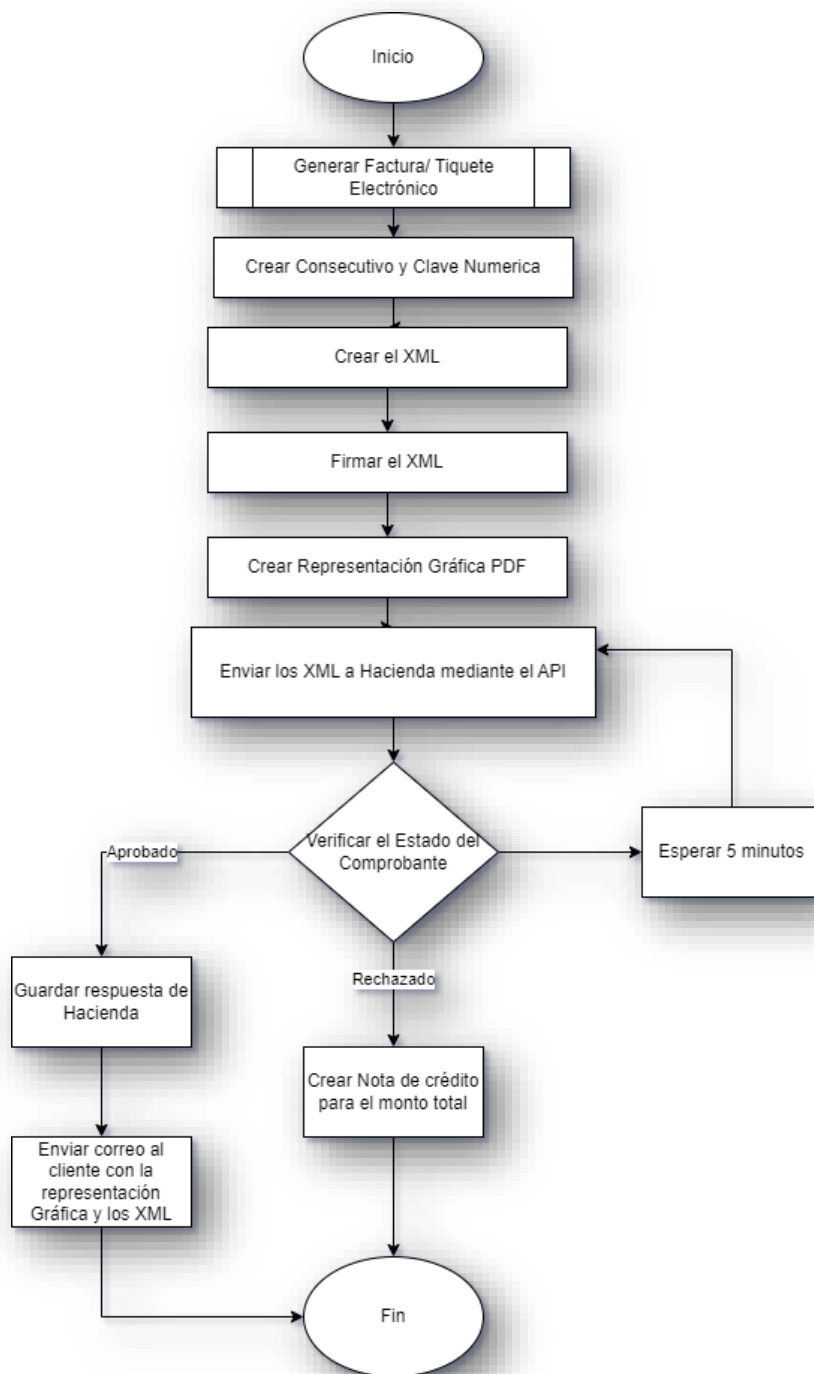 Inicio
Generar Factura/ Tiquete
Electrónico
Crear Consecutivo y Clave Numerica
Crear el XML
Firmar el XML
Crear Representación Gráfica PDF
Enviar los XML a Hacienda mediante el API
Verificar el Estado del
Comprobante
Aprobado
Esperar 5 minutos
Rechazado
Guardar respuesta de
Hacienda
Crear Nota de crédito
para el monto total
Enviar correo al
cliente con la
representación
Gráfica y los XML
Fin